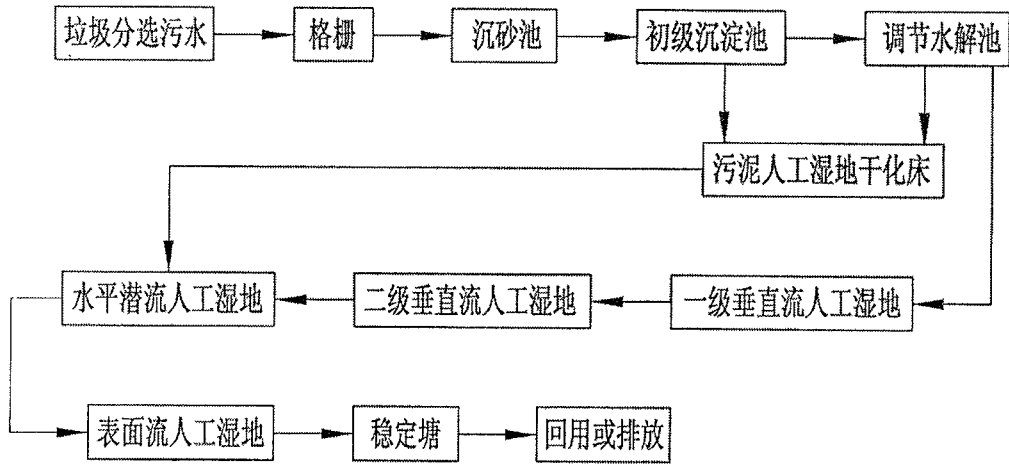 垃圾分选污水
格栅
沉砂池
初级沉淀池
调节水解池
污泥人工湿地干化床
水平潜流人工湿地
二级垂直流人工湿地
一级垂直流人工湿地
表面流人工湿地
稳定塘
回用或排放